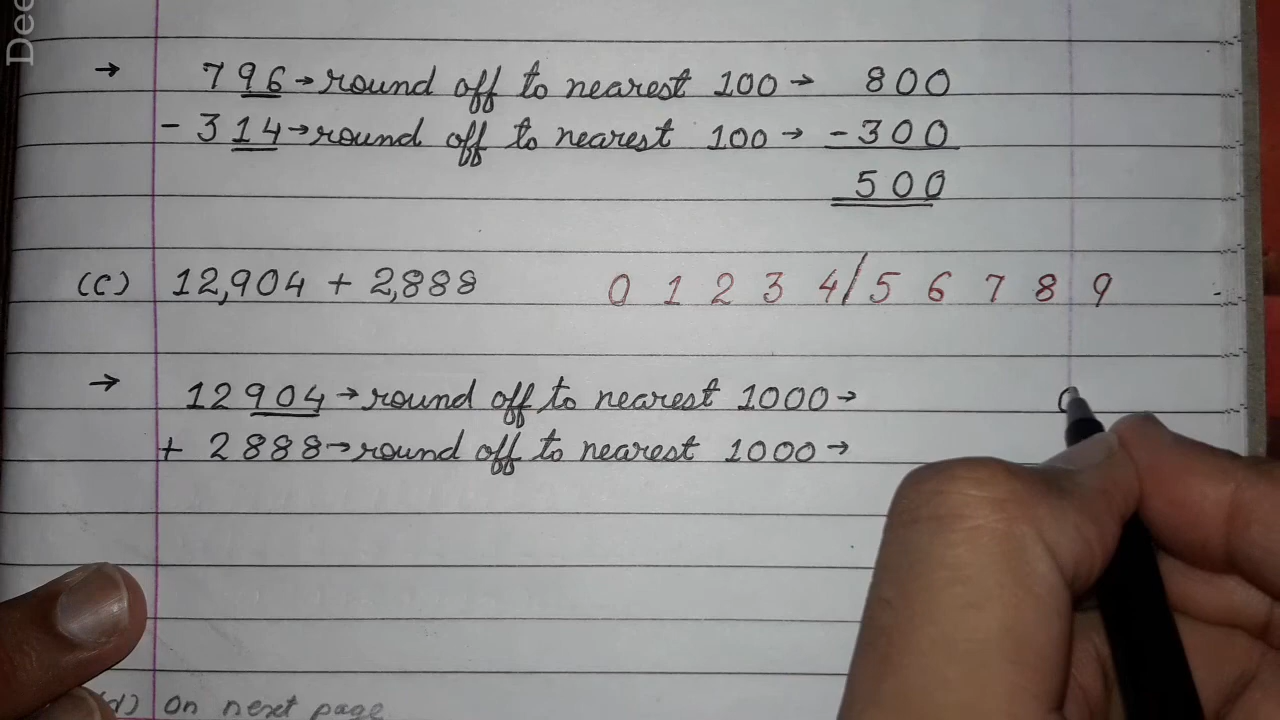 Dee
→ 796→round off to nearest 100→ 800
- 314→round off to nearest 100→ -300
500
(c) 12,904 + 2,888 0 1 2 3 4/5 6 7 8 9
→ 12904→round off to nearest 1000→ 0
+ 2888→round off to nearest 1000→
(d) On next page